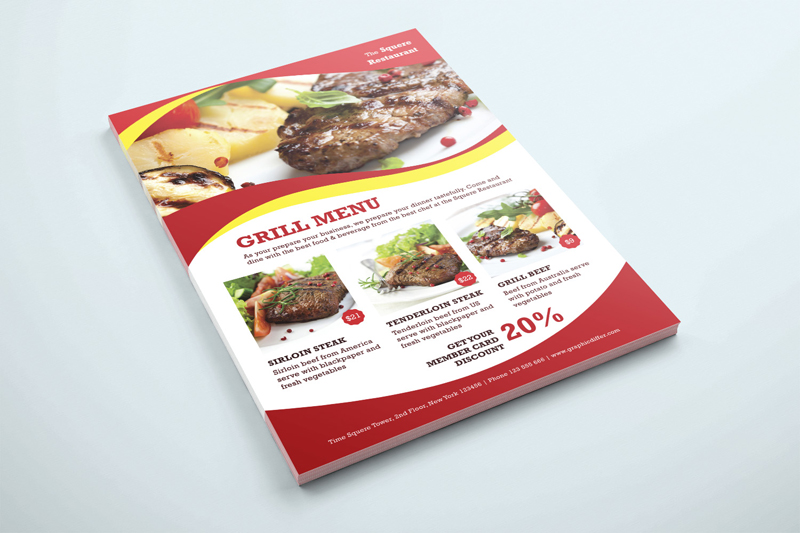 The Squeze
Restaurant
GRILL MENU
As your prepare your business, we prepare your dinner tastefully. Come and
dine with the best food & beverage from the best chef at the Squeze Restaurant
$21
$22
$9
SIRLOIN STEAK
Sirloin beef from America
serve with blackpaper and
fresh vegetables
TENDERLOIN STEAK
Tenderloin beef from US
serve with blackpaper and
fresh vegetables
GRILL BEEF
Beef from Australia serve
with potato and fresh
vegetables
GET YOUR
MEMBER CARD
DISCOUNT
20%
Time Squeze Tower, 2nd Floor, New York 123456 | Phone 123 555 666 | www.graphicdiffer.com